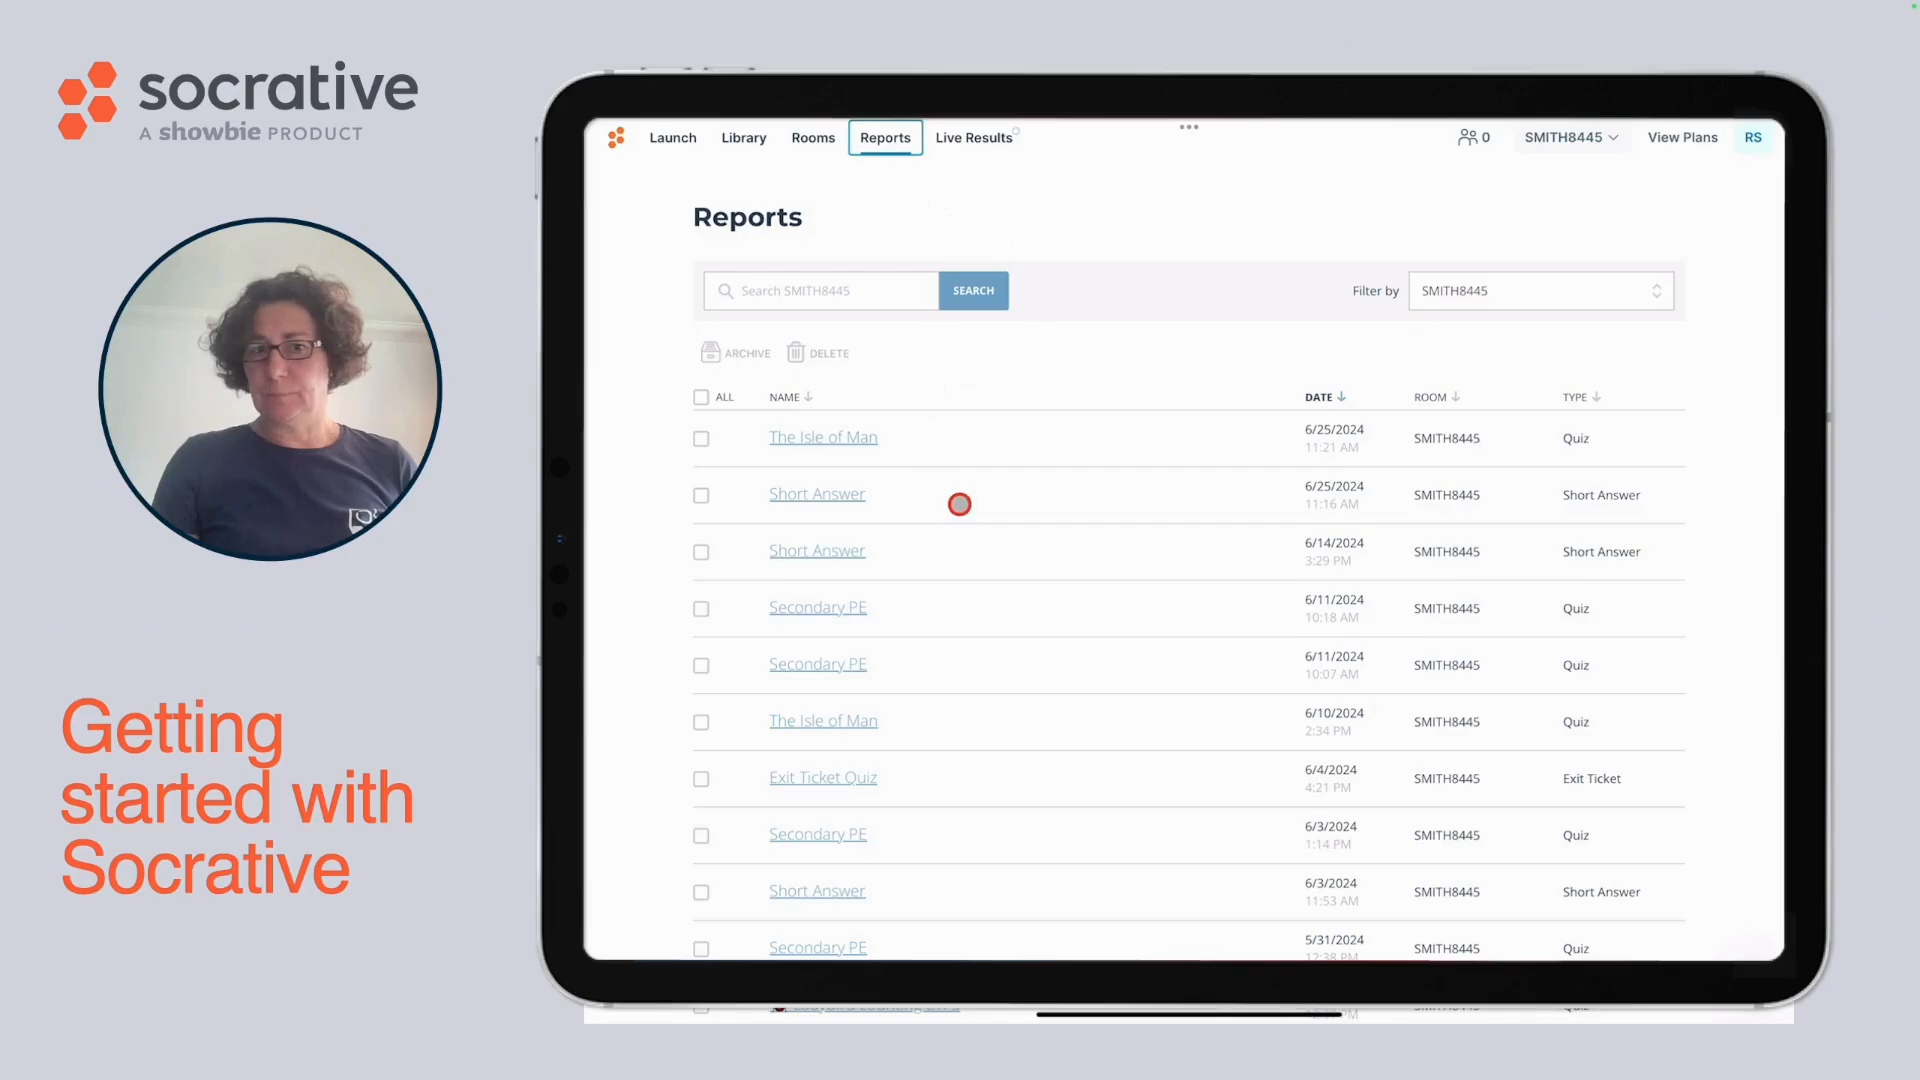 socrative
A showbie PRODUCT
Getting
started with
Socrative
Launch Library Rooms Reports Live Results 0 SMITH8445 View Plans RS
Reports
Search SMITH8445 SEARCH Filter by SMITH8445
ARCHIVE DELETE
ALL NAME DATE ROOM TYPE
The Isle of Man 6/25/2024 11:21 AM SMITH8445 Quiz
Short Answer 6/25/2024 11:16 AM SMITH8445 Short Answer
Short Answer 6/14/2024 3:29 PM SMITH8445 Short Answer
Secondary PE 6/11/2024 10:18 AM SMITH8445 Quiz
Secondary PE 6/11/2024 10:07 AM SMITH8445 Quiz
The Isle of Man 6/10/2024 2:34 PM SMITH8445 Quiz
Exit Ticket Quiz 6/4/2024 4:21 PM SMITH8445 Exit Ticket
Secondary PE 6/3/2024 1:14 PM SMITH8445 Quiz
Short Answer 6/3/2024 11:53 AM SMITH8445 Short Answer
Secondary PE 5/31/2024 12:38 PM SMITH8445 Quiz
PM